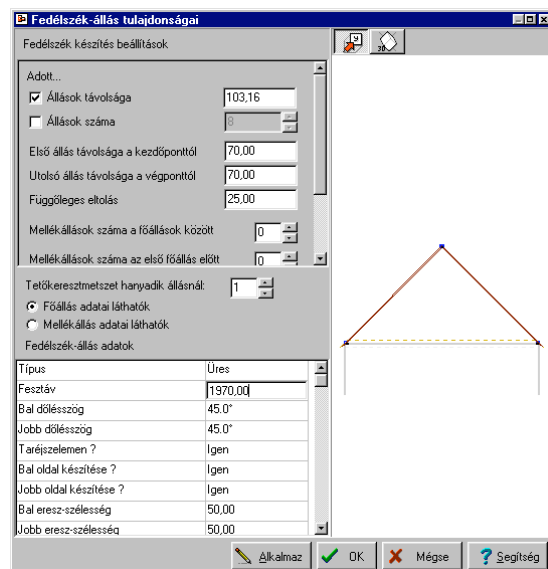 Fedélszék-állás tulajdonságai
Fedélszék készítés beállítások
Adott...
Állások távolsága 103,16
Állások száma 8
Első állás távolsága a kezdőponttól 70,00
Utolsó állás távolsága a végponttól 70,00
Függőleges eltolás 25,00
Mellékállások száma a főállások között 0
Mellékállások száma az első főállás előtt 0
Tetőkeresztmetszet hanyadik állásnál: 1
Főállás adatai láthatók
Mellékállás adatai láthatók
Fedélszék-állás adatok
Típus Üres
Fesztáv 1970,00
Bal dőlésszög 45.0°
Jobb dőlésszög 45.0°
Taréjszelemen ? Igen
Bal oldal készítése ? Igen
Jobb oldal készítése ? Igen
Bal eresz-szélesség 50,00
Jobb eresz-szélesség 50,00
Alkalmaz OK Mégse Segítség